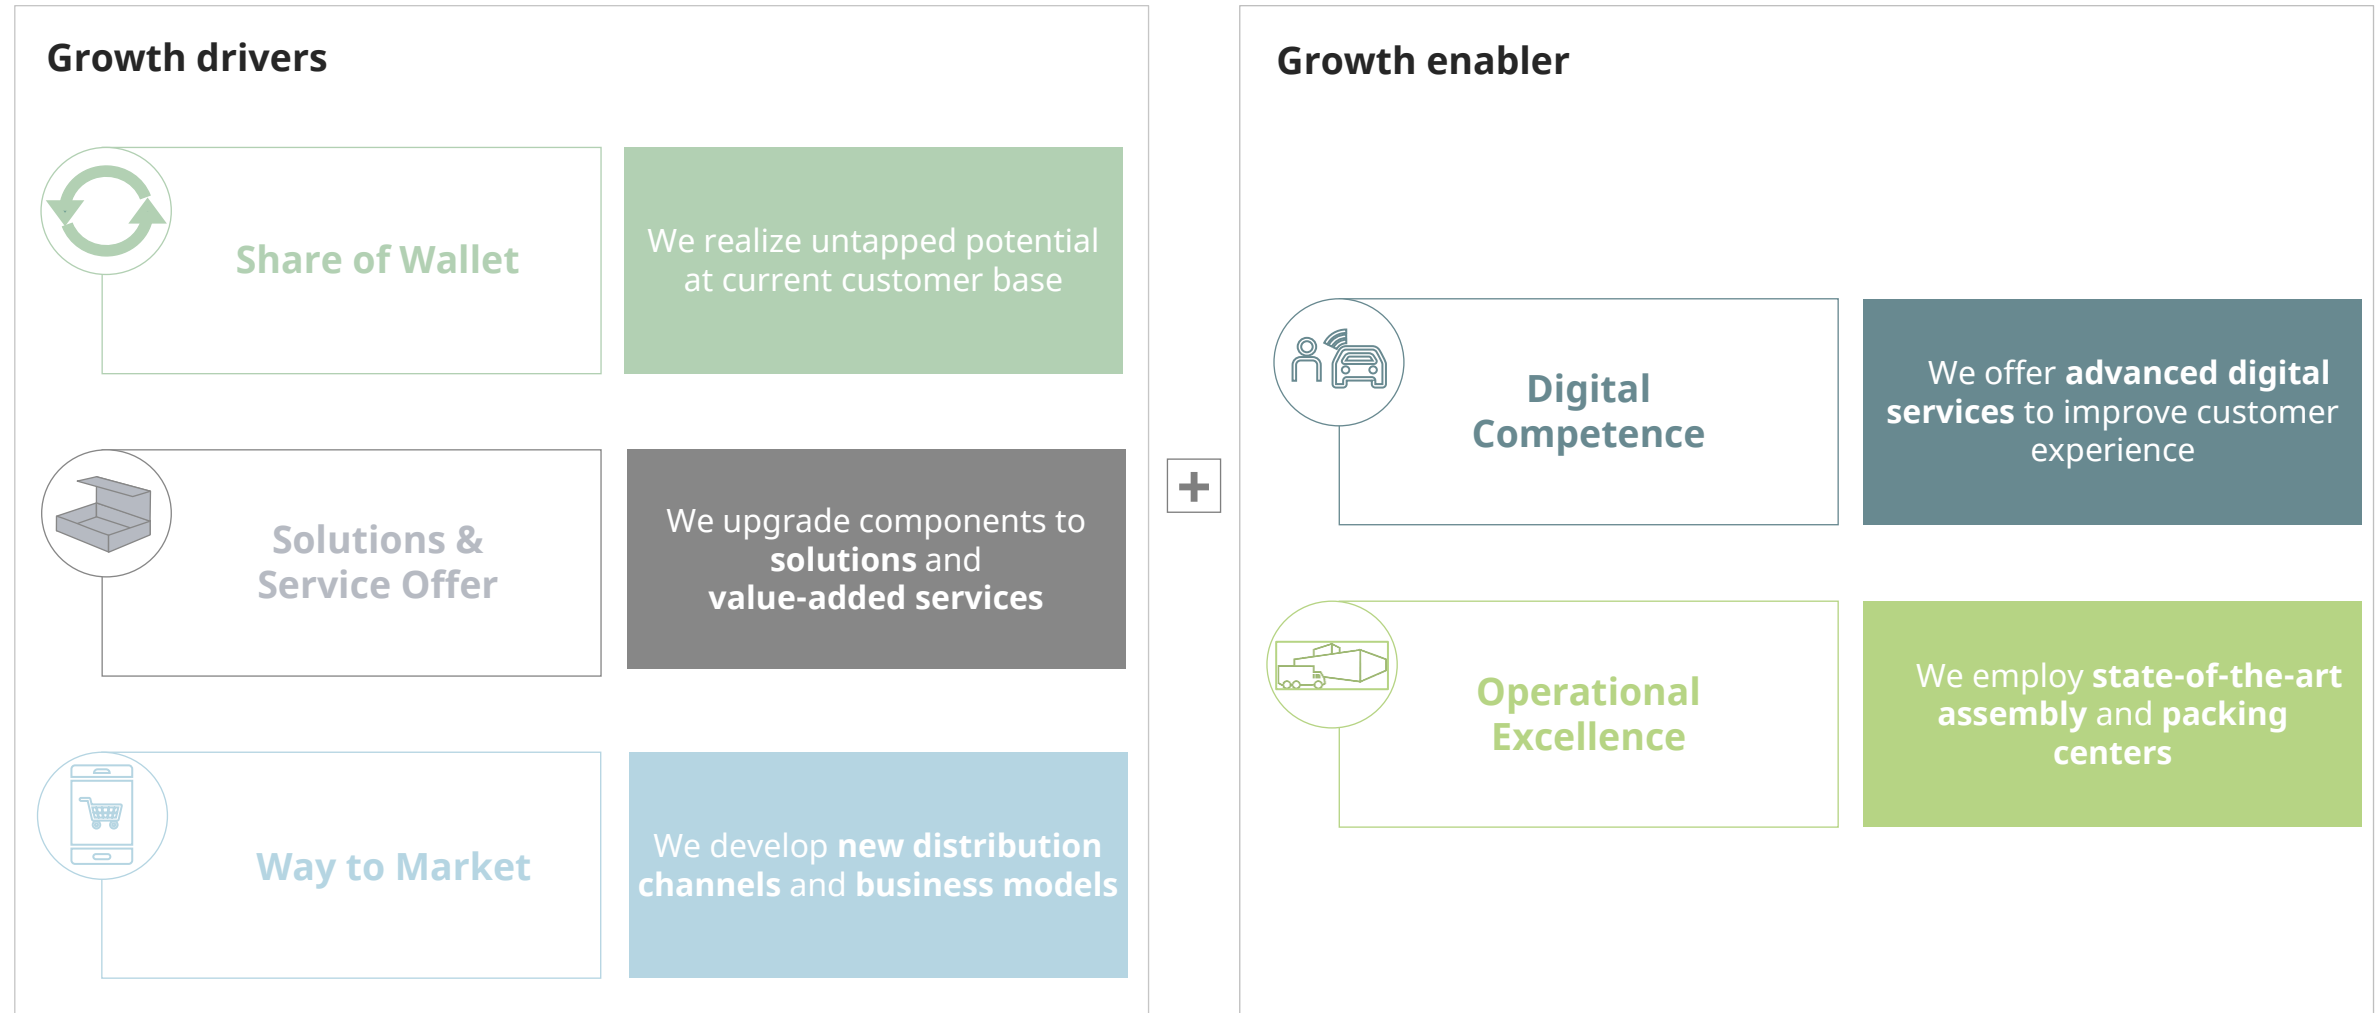 Growth drivers
Share of Wallet
We realize untapped potential
at current customer base
Solutions &
Service Offer
We upgrade components to
solutions and
value-added services
Way to Market
We develop new distribution
channels and business models
+
Growth enabler
Digital
Competence
We offer advanced digital
services to improve customer
experience
Operational
Excellence
We employ state-of-the-art
assembly and packing
centers